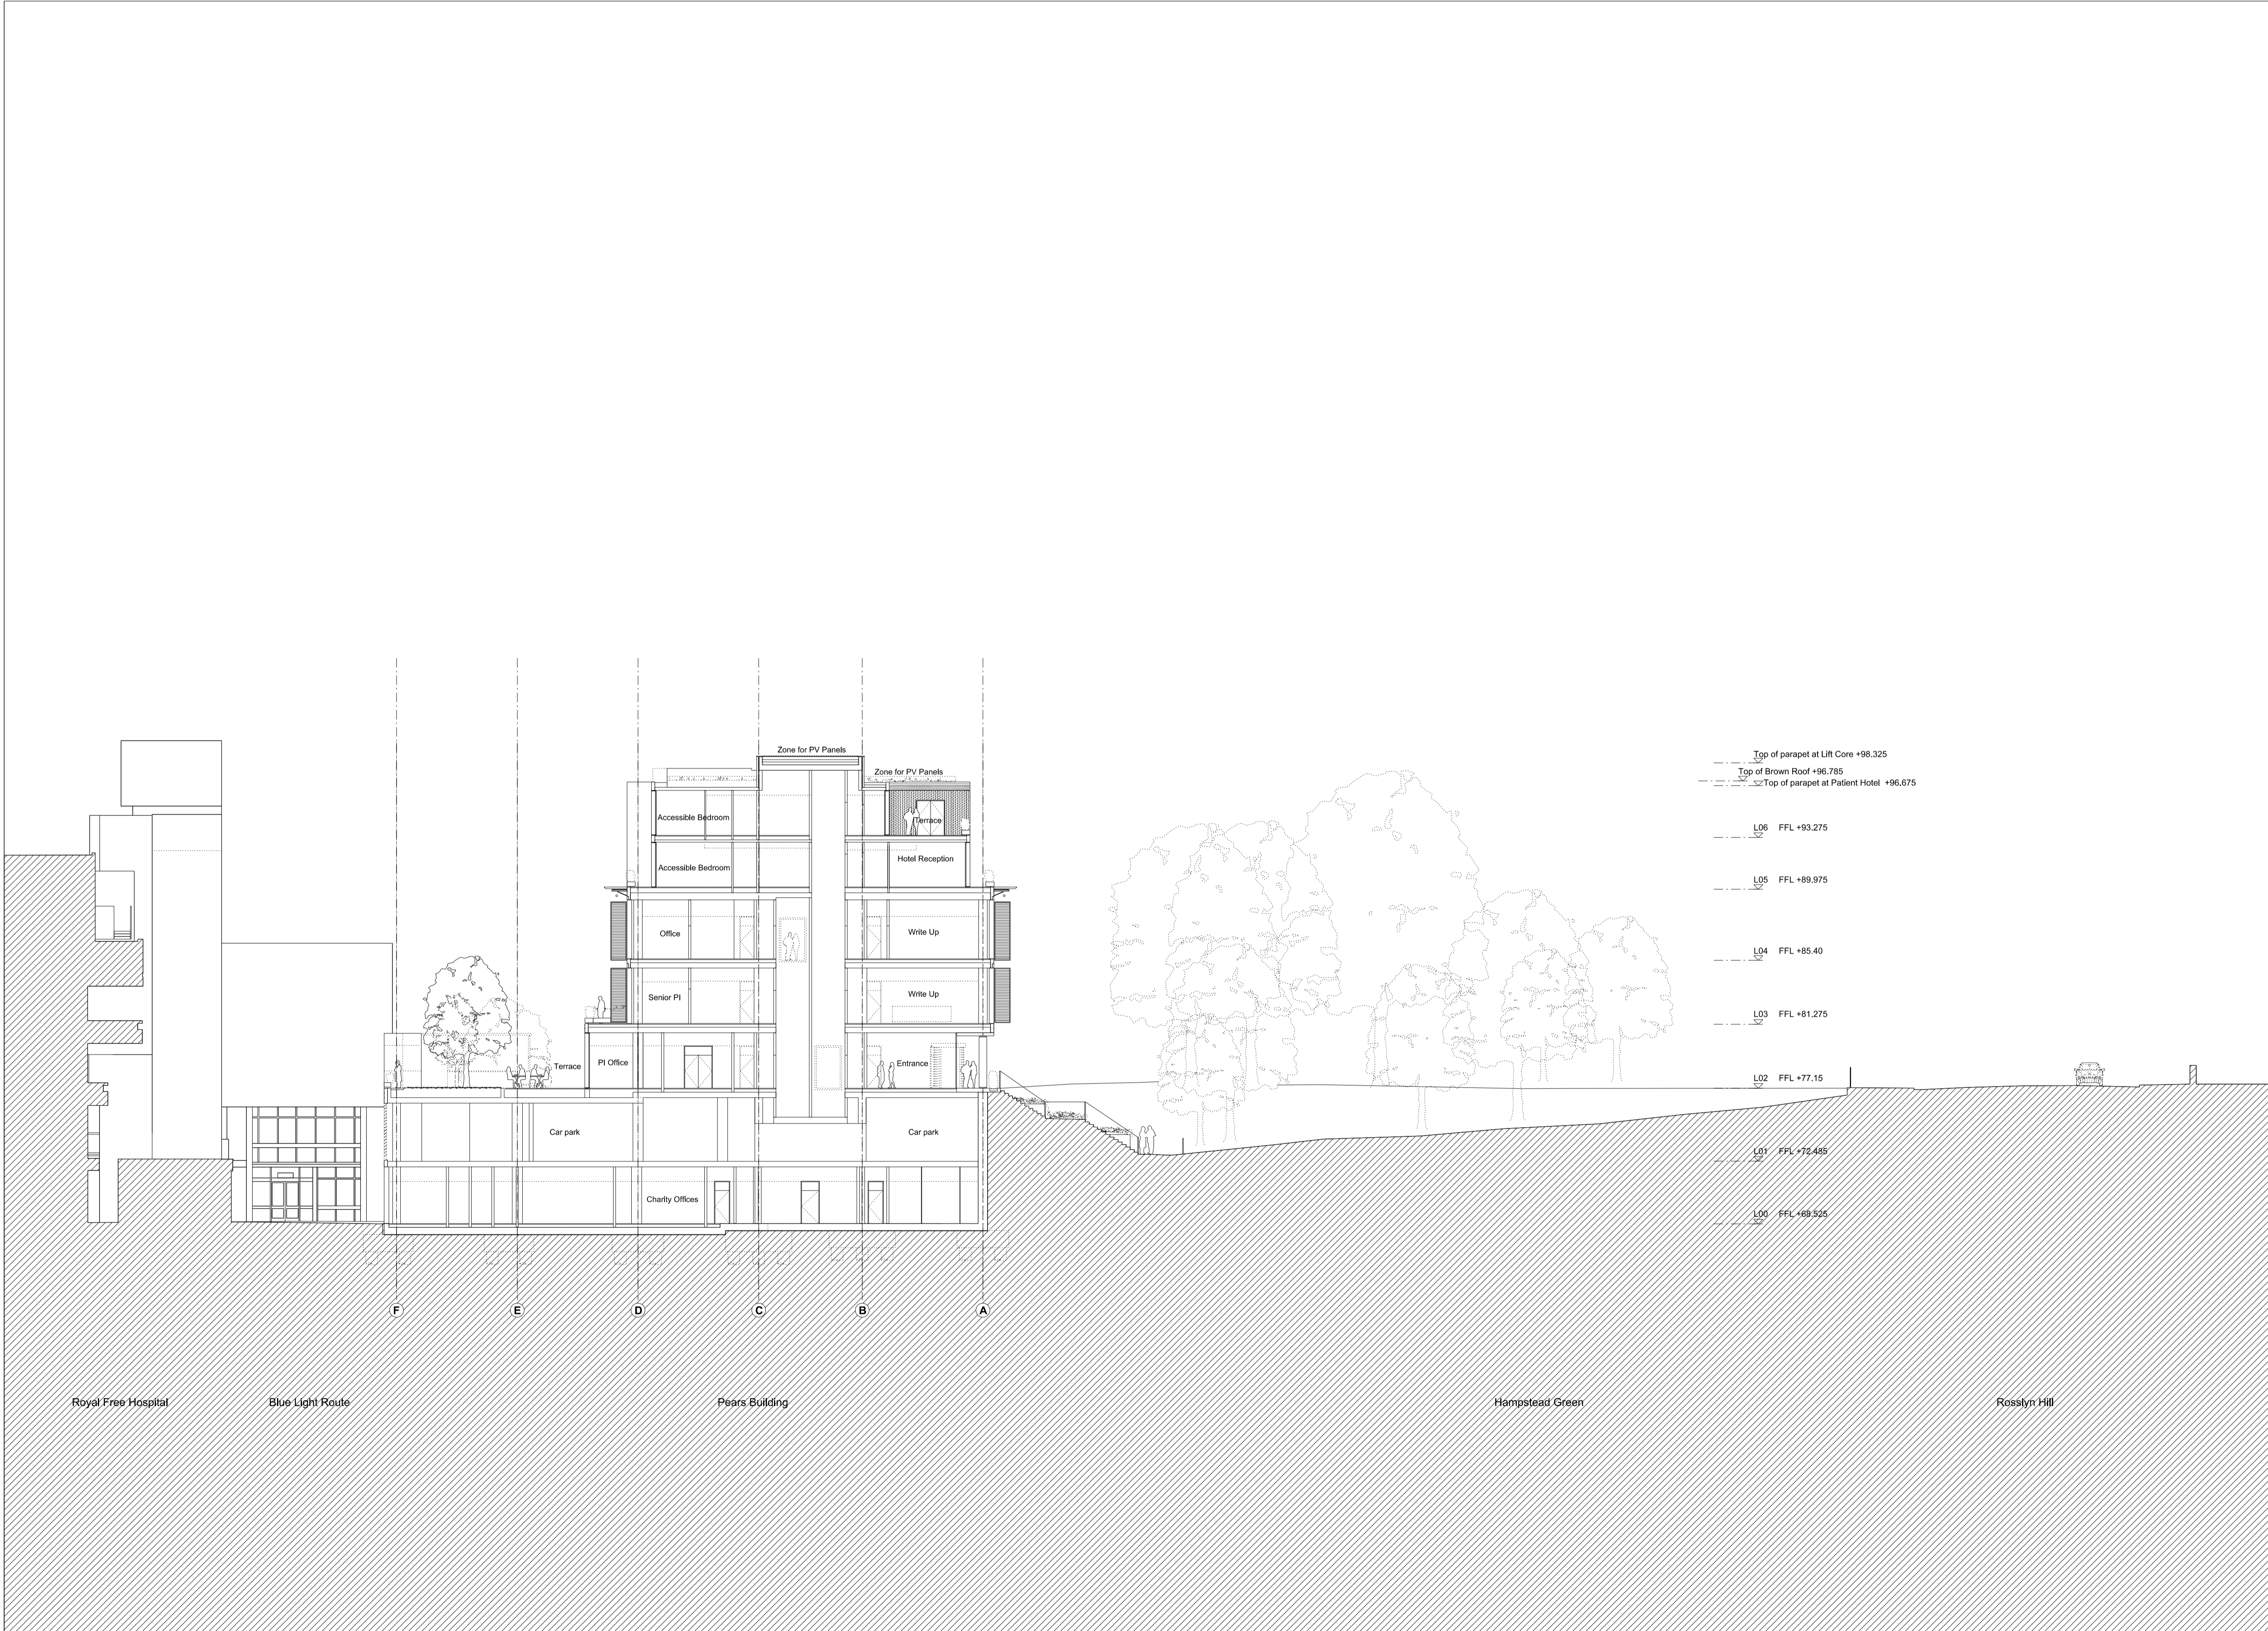 Zone for PV Panels
Top of parapet at Lift Core +98.325
Zone for PV Panels
Top of Brown Roof +96.785
Top of parapet at Patient Hotel +96.675
Accessible Bedroom
Terrace
L06 FFL +93.275
Accessible Bedroom
Hotel Reception
L05 FFL +89.975
Office
Write Up
L04 FFL +85.40
Senior PI
Write Up
L03 FFL +81.275
Terrace
PI Office
Entrance
L02 FFL +77.15
Car park
Car park
L01 FFL +72.485
Charity Offices
L00 FFL +68.525
F
E
D
C
B
A
Royal Free Hospital
Blue Light Route
Pears Building
Hampstead Green
Rosslyn Hill